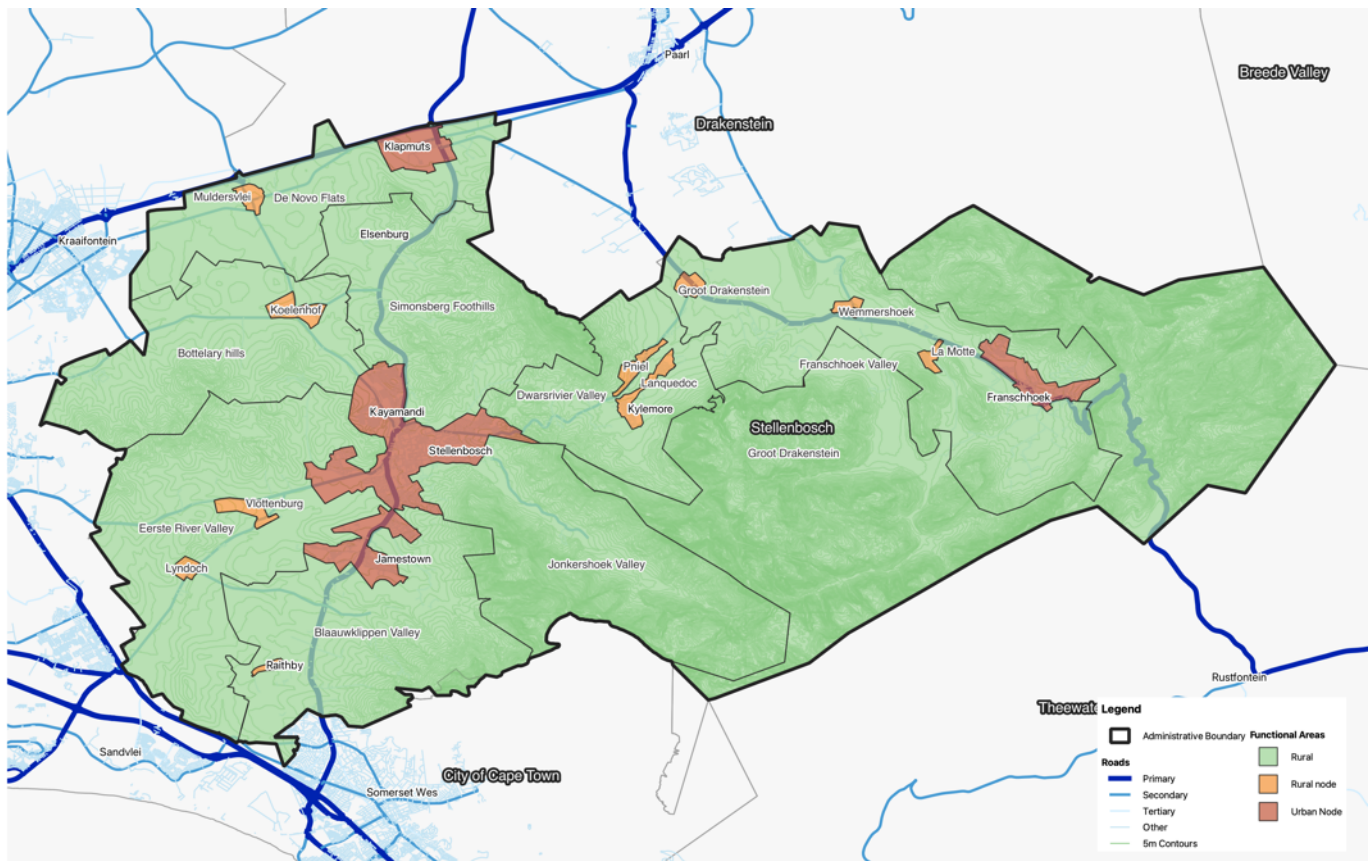 Paarl
Breede Valley
Drakenstein
Klapmuts
Muldersvlei
De Novo Flats
Elsenburg
Kraaifontein
Groot Drakenstein
Koelenhof
Simonsberg Foothills
Wemmershoek
Bottelary hills
La Motte
Pniel
Franschhoek Valley
Lanquedoc
Dwarsrivier Valley
Franschhoek
Kayamandi
Kylemore
Stellenbosch
Stellenbosch
Groot Drakenstein
Vlottenburg
Eerste River Valley
Jamestown
Lyndoch
Jonkershoek Valley
Blaauwklippen Valley
Raithby
Rustfontein
Sandvlei
City of Cape Town
Somerset Wes
Legend
Administrative Boundary
Roads
Primary
Secondary
Tertiary
Other
5m Contours
Functional Areas
Rural
Rural node
Urban Node